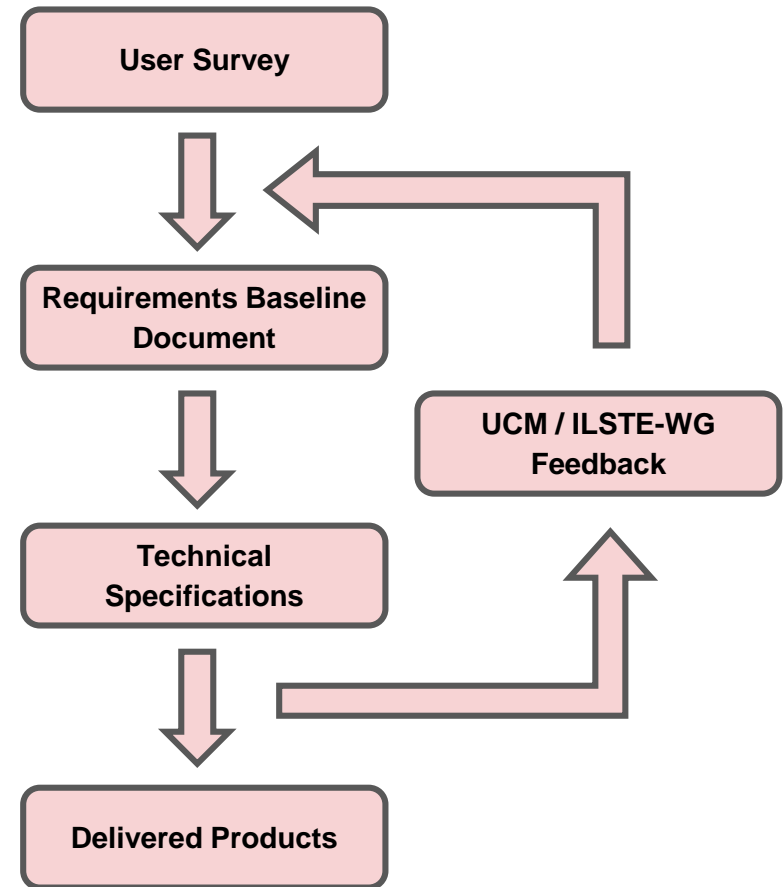 User Survey
Requirements Baseline
Document
UCM / ILSTE-WG
Feedback
Technical
Specifications
Delivered Products